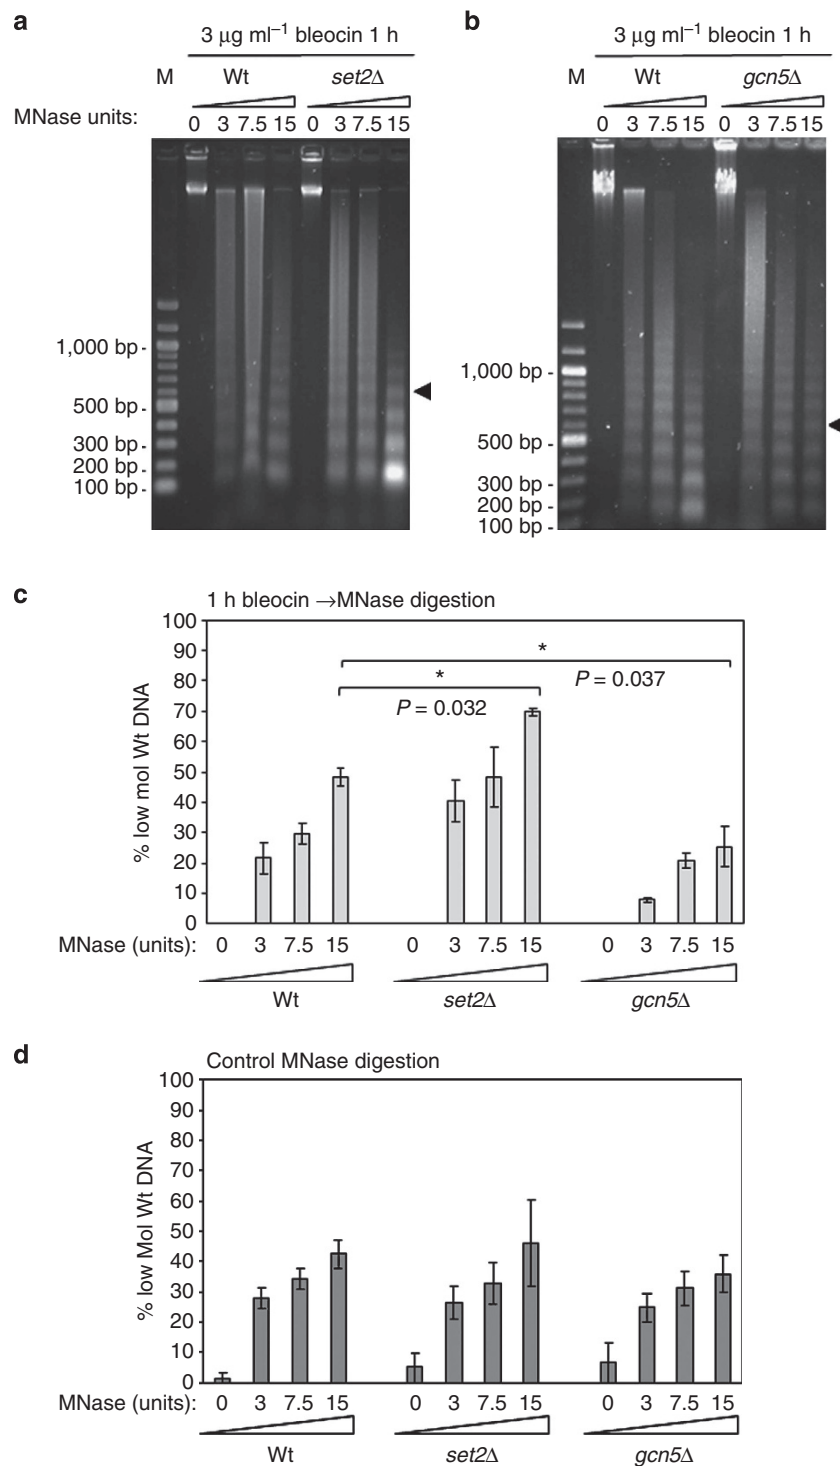 a
3 μg ml⁻¹ bleocin 1 h
M Wt set2Δ
MNase units: 0 3 7.5 15 0 3 7.5 15
1,000 bp -
500 bp -
300 bp -
200 bp -
100 bp -
b
3 μg ml⁻¹ bleocin 1 h
M Wt gcn5Δ
0 3 7.5 15 0 3 7.5 15
1,000 bp -
500 bp -
300 bp -
200 bp -
100 bp -
c
1 h bleocin →MNase digestion
% low mol Wt DNA
100
90
80
70
60
50
40
30
20
10
0
*
P = 0.037
*
P = 0.032
MNase (units): 0 3 7.5 15 0 3 7.5 15 0 3 7.5 15
Wt set2Δ gcn5Δ
d
Control MNase digestion
% low Mol Wt DNA
100
90
80
70
60
50
40
30
20
10
0
MNase (units): 0 3 7.5 15 0 3 7.5 15 0 3 7.5 15
Wt set2Δ gcn5Δ